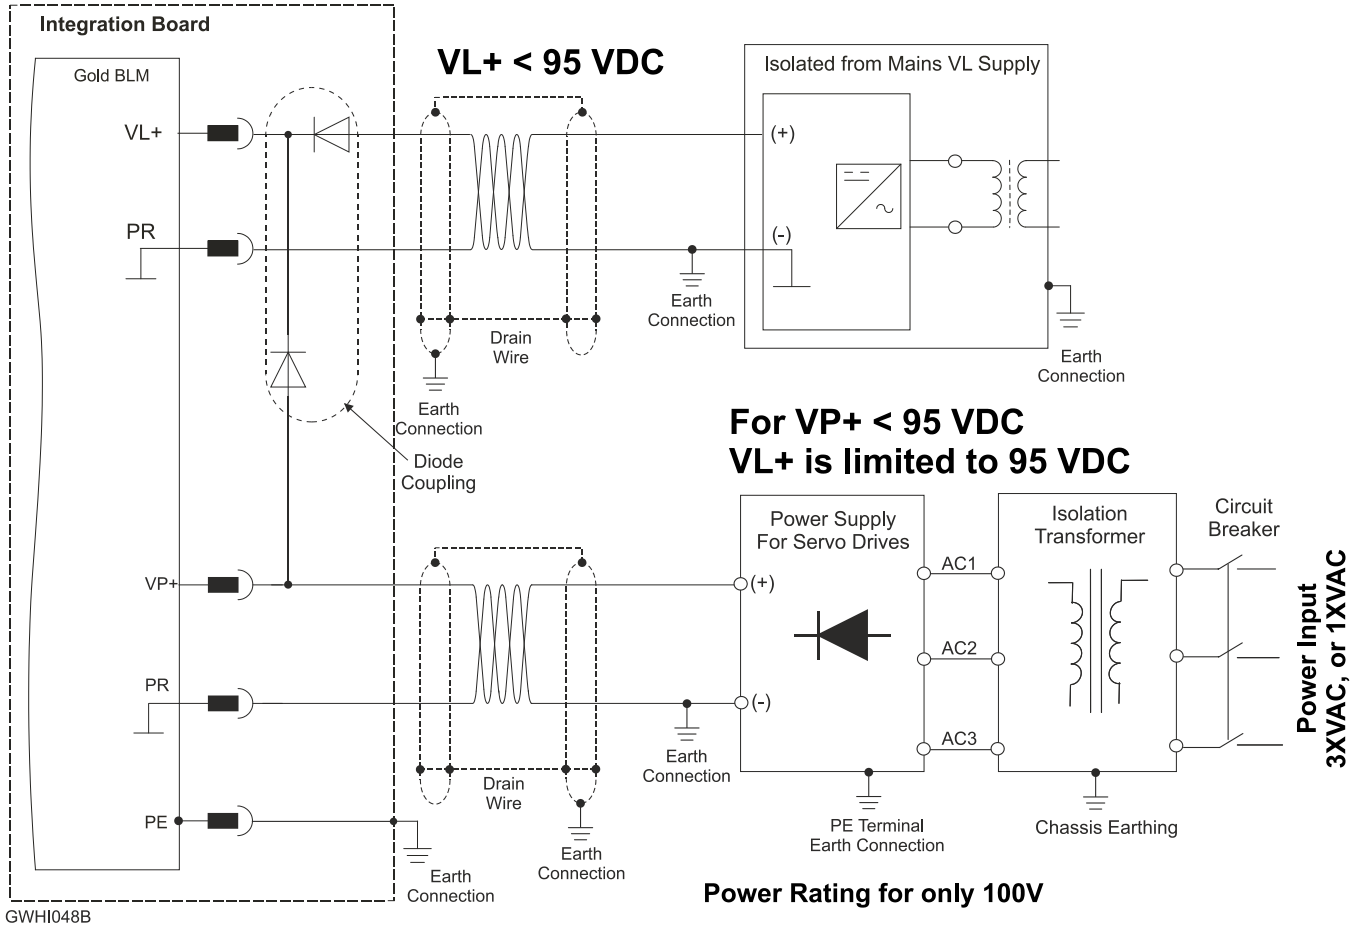 Integration Board
Gold BLM
VL+ < 95 VDC
Isolated from Mains VL Supply
VL+
(+)
PR
(-)
Earth
Connection
Drain
Wire
Earth
Connection
Earth
Connection
Diode
Coupling
For VP+ < 95 VDC
VL+ is limited to 95 VDC
Power Supply
For Servo Drives
Isolation
Transformer
Circuit
Breaker
VP+
(+)
AC1
AC2
AC3
Power Input
3XVAC, or 1XVAC
PR
(-)
Earth
Connection
Drain
Wire
PE
Earth
Connection
Earth
Connection
PE Terminal
Earth Connection
Chassis Earthing
Power Rating for only 100V
GWHI048B